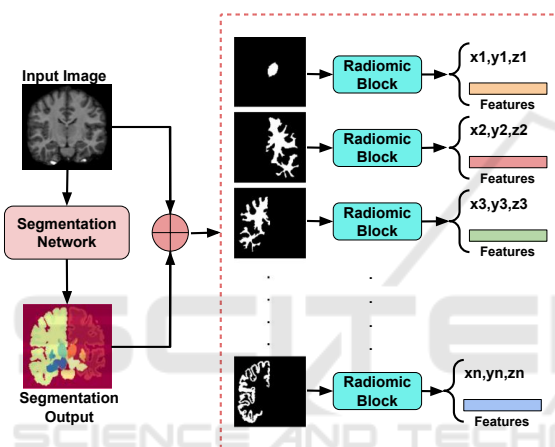 Input Image
Segmentation
Network
Segmentation
Output
Radiomic
Block
x1,y1,z1
Features
Radiomic
Block
x2,y2,z2
Features
Radiomic
Block
x3,y3,z3
Features
Radiomic
Block
xn,yn,zn
Features
SCIENCE AND TECHN